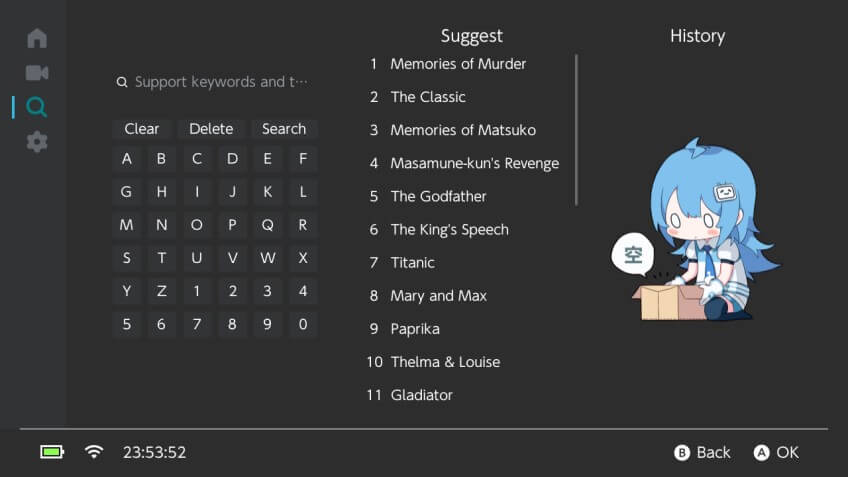 Support keywords and t…
Clear Delete Search
A B C D E F
G H I J K L
M N O P Q R
S T U V W X
Y Z 1 2 3 4
5 6 7 8 9 0
Suggest
1 Memories of Murder
2 The Classic
3 Memories of Matsuko
4 Masamune-kun's Revenge
5 The Godfather
6 The King's Speech
7 Titanic
8 Mary and Max
9 Paprika
10 Thelma & Louise
11 Gladiator
History
空
23:53:52
B Back A OK